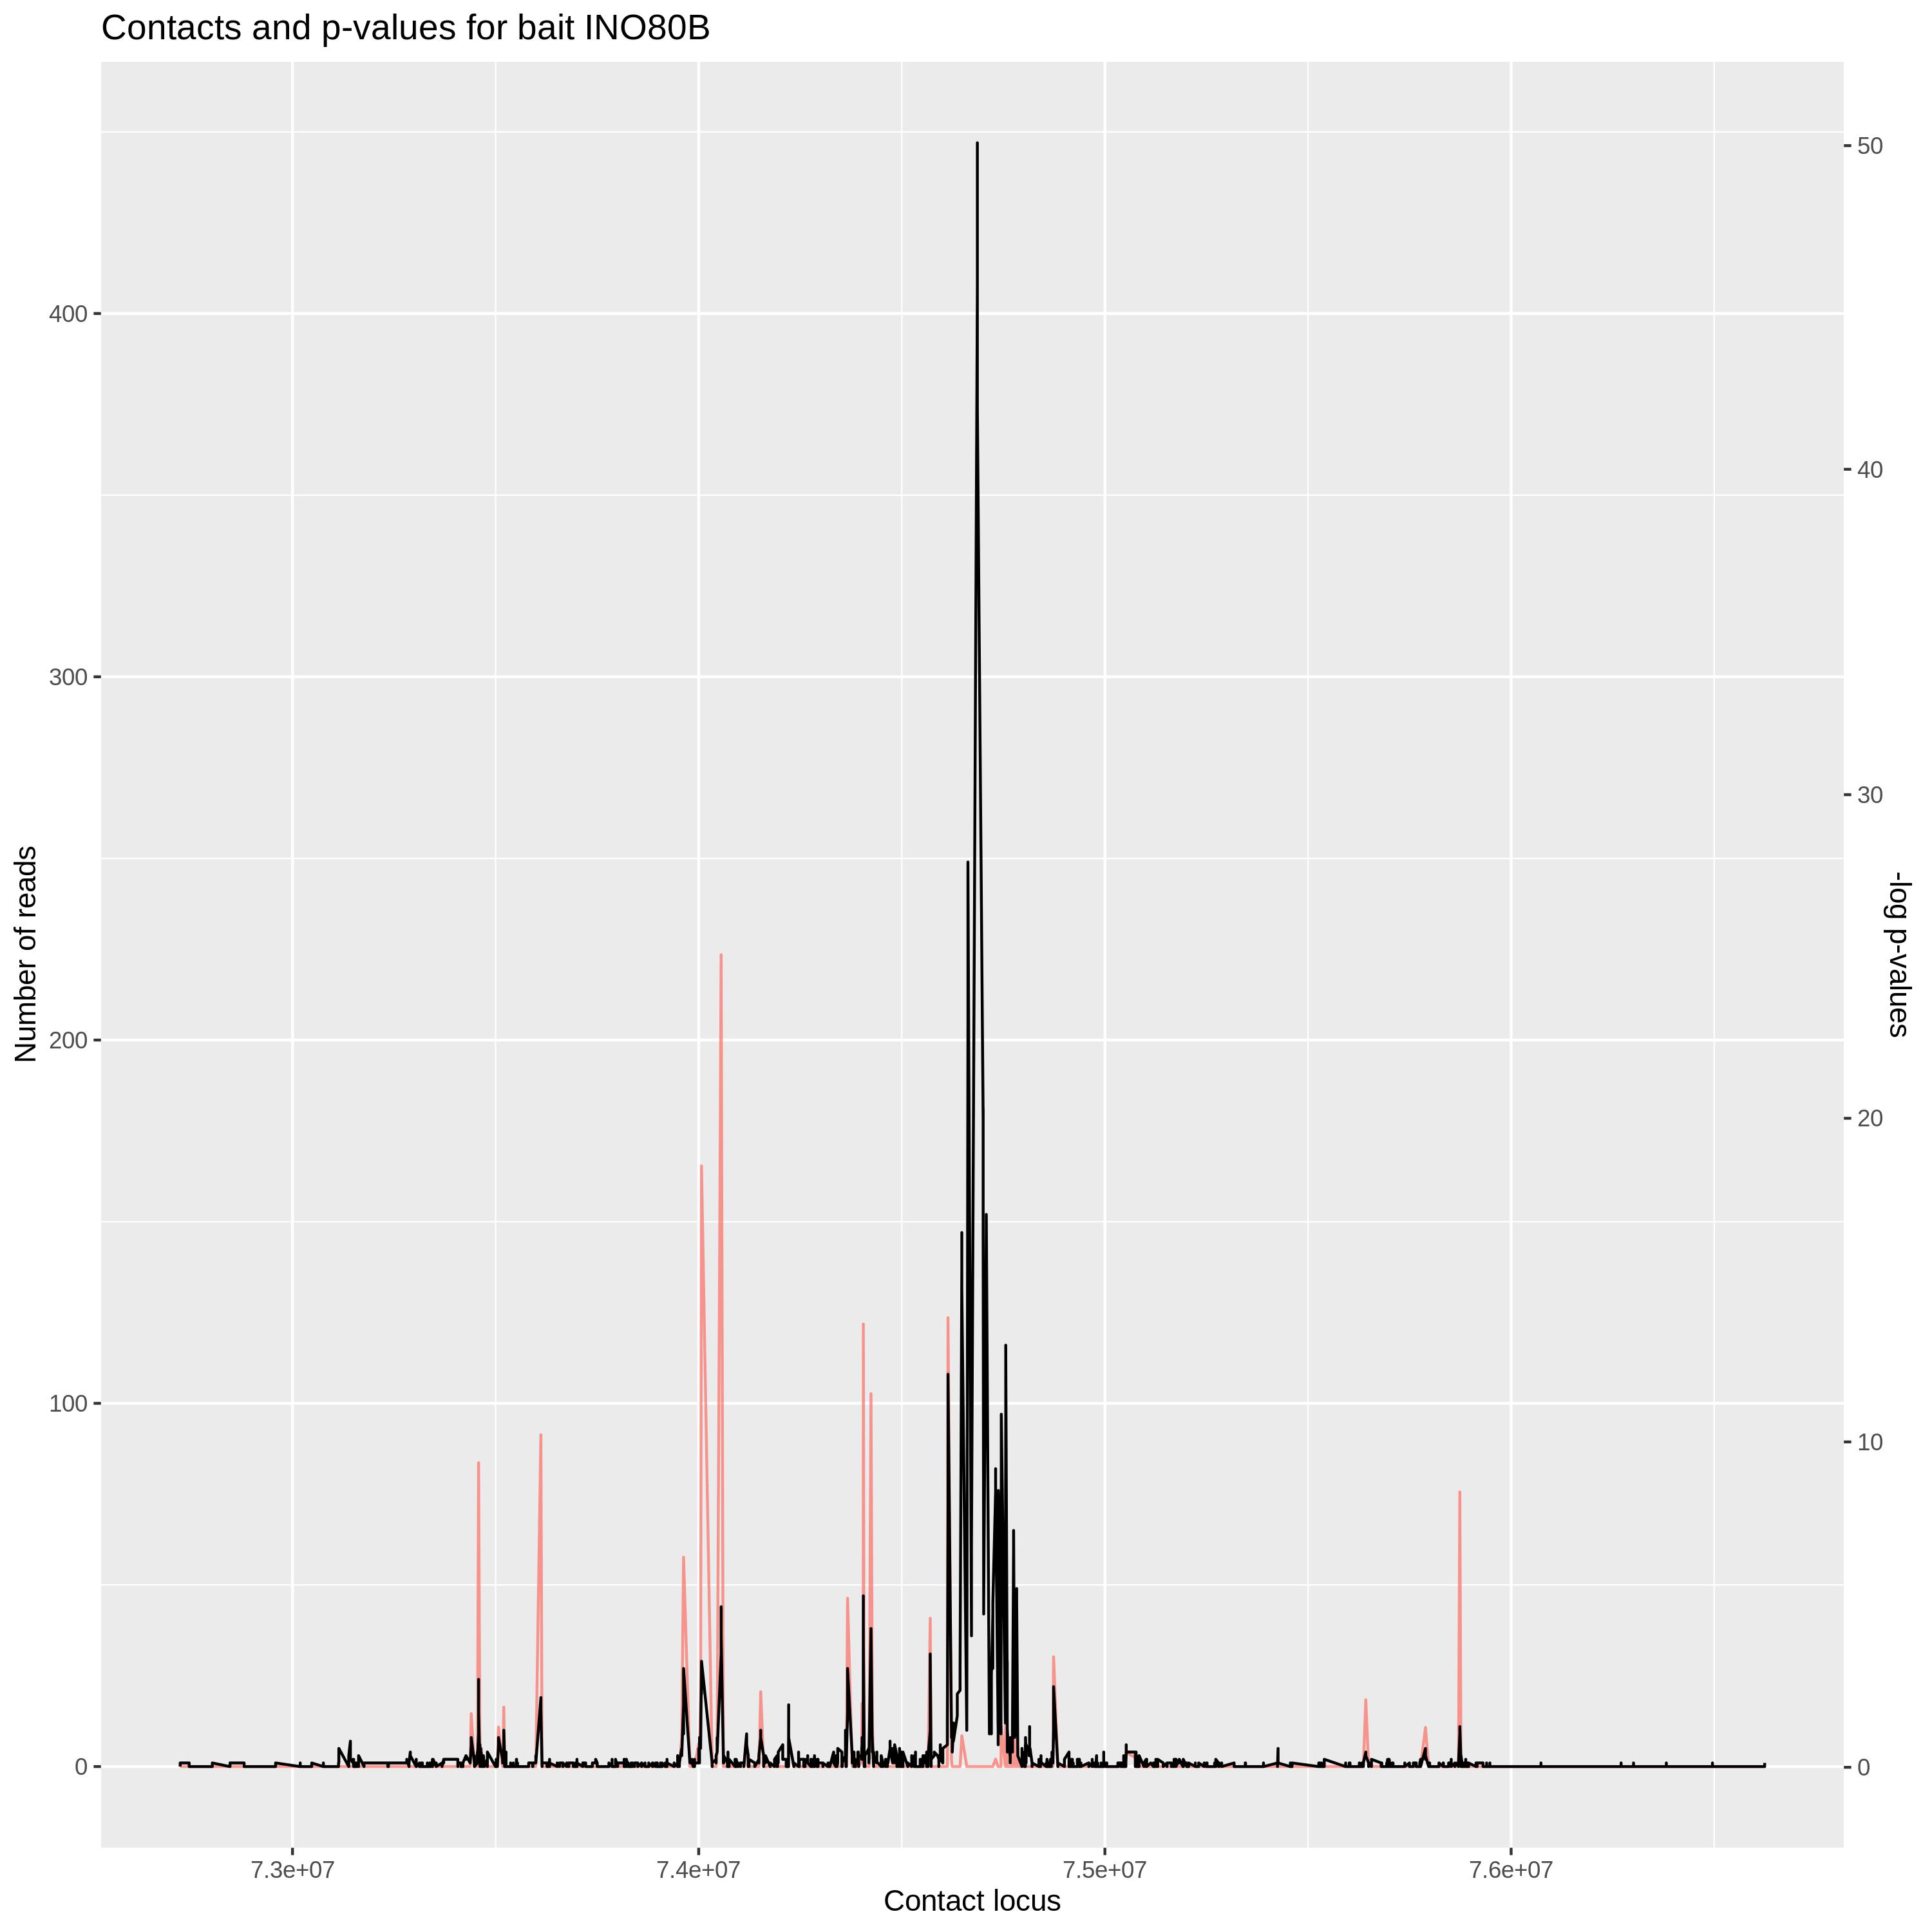 Contacts and p-values for bait INO80B
400
300
200
100
0
Number of reads
50
40
30
20
10
0
-log p-values
7.3e+07 7.4e+07 7.5e+07 7.6e+07
Contact locus